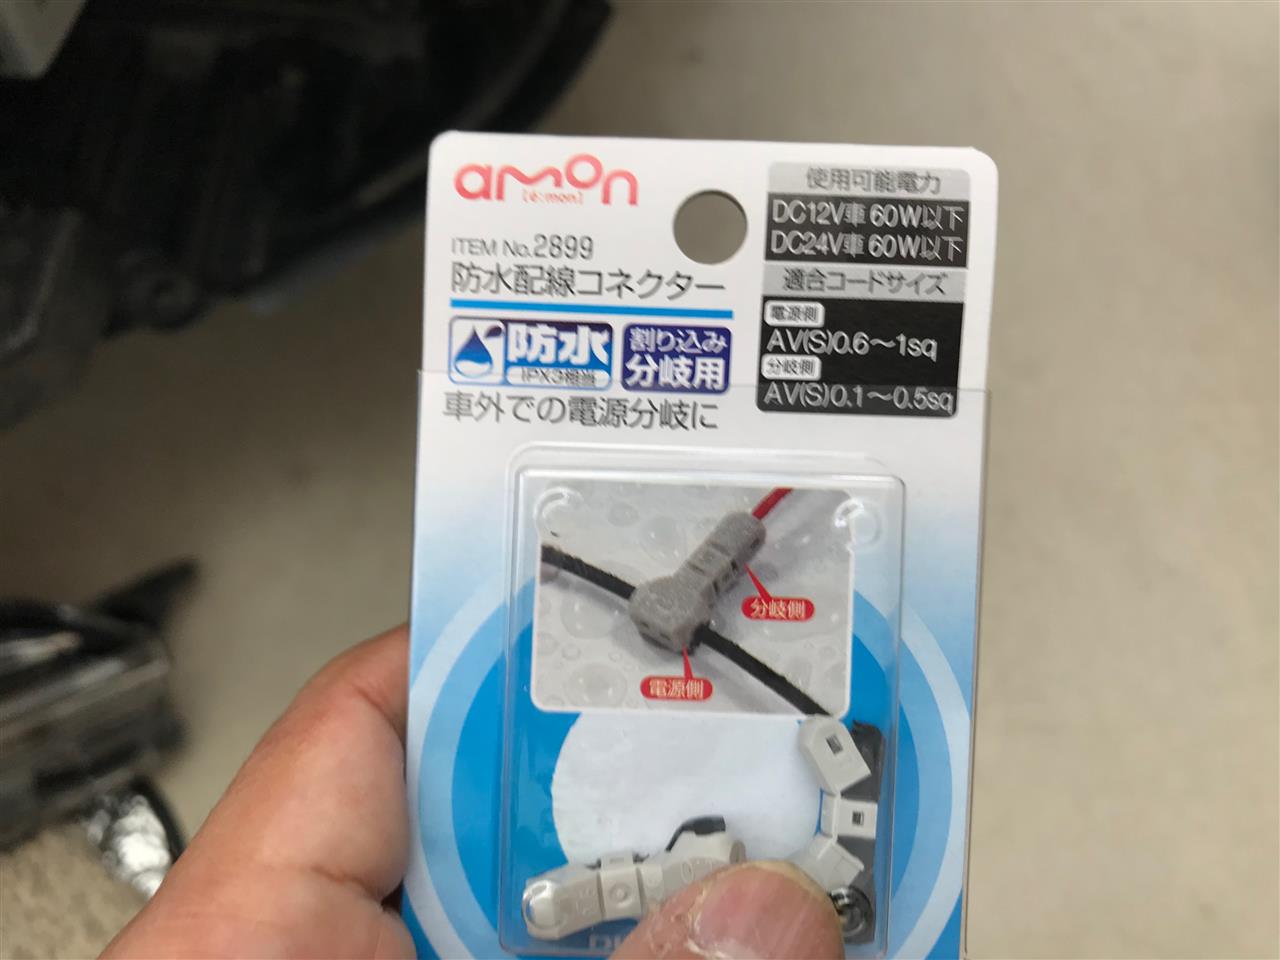 amon
[é:mon]
ITEM No.2899
防水配線コネクター
防水
IPX3相当
割り込み
分岐用
車外での電源分岐に
使用可能電力
DC12V車 60W以下
DC24V車 60W以下
適合コードサイズ
電源側
AV(S)0.6〜1sq
分岐側
AV(S)0.1〜0.5sq
分岐側
電源側